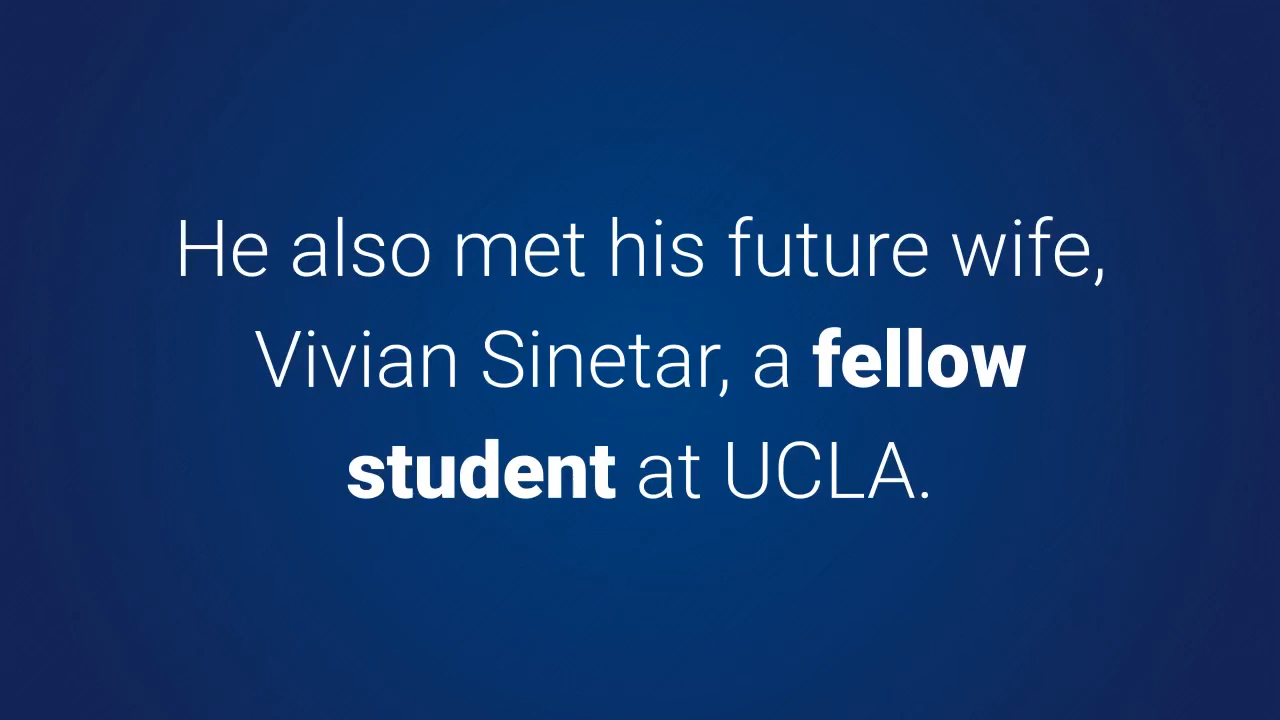 He also met his future wife,
Vivian Sinetar, a fellow
student at UCLA.